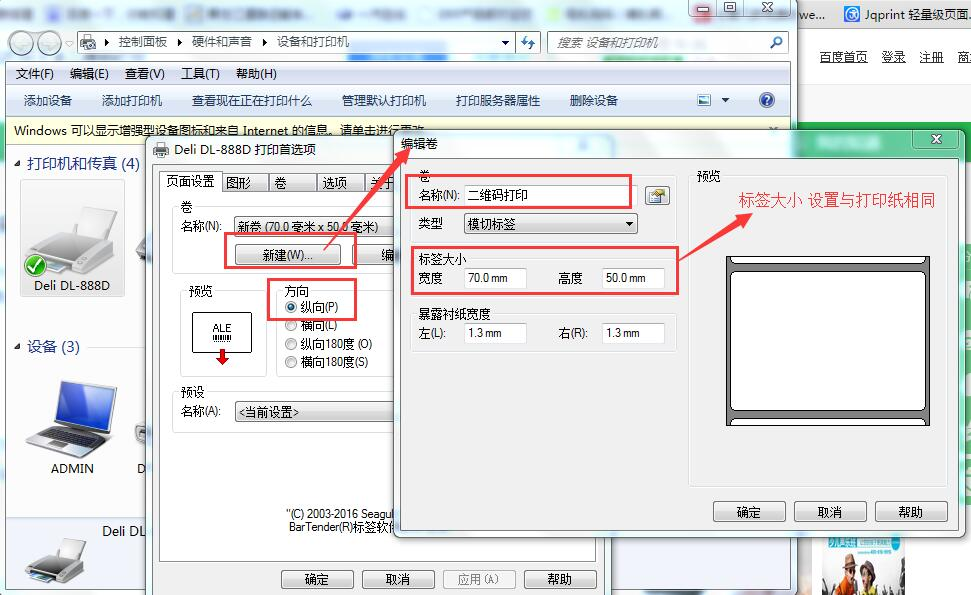 we...
Jqprint 轻量级页面.
控制面板 硬件和声音 设备和打印机
搜索 设备和打印机
百度首页 登录 注册 商
文件(F) 编辑(E) 查看(V) 工具(T) 帮助(H)
添加设备 添加打印机 查看现在正在打印什么 管理默认打印机 打印服务器属性 删除设备
Windows 可以显示增强型设备图标和来自 Internet 的信息。请单击进行更改...
打印机和传真 (4)
Deli DL-888D
设备 (3)
ADMIN
D
Deli DL
Deli DL-888D 打印首选项
页面设置 图形 卷 选项 关于
卷
名称(N): 新卷 (70.0 毫米 x 50.0 毫米)
新建(W)... 编
预览
ALE
方向
纵向(P)
横向(L)
纵向180度 (O)
横向180度(S)
预设
名称(A): <当前设置>
"(C) 2003-2016 Seagul
BarTender(R)标签软件
确定 取消 应用(A) 帮助
编辑卷
卷
名称(N): 二维码打印
类型 模切标签
标签大小
宽度 70.0 mm 高度 50.0 mm
暴露衬纸宽度
左(L): 1.3 mm 右(R): 1.3 mm
预览
标签大小 设置与打印纸相同
确定 取消 帮助